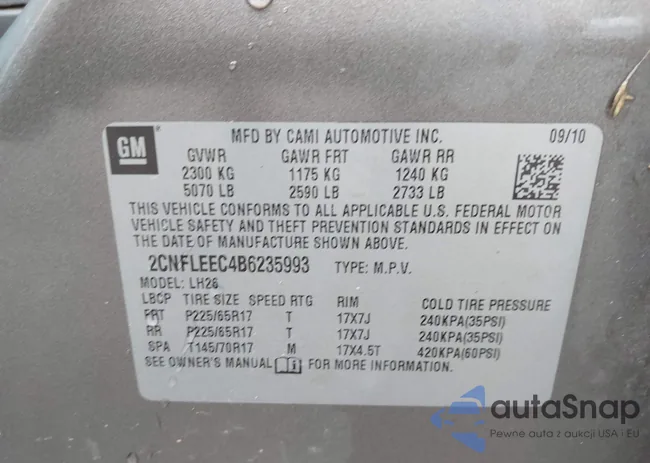 GM
MFD BY CAMI AUTOMOTIVE INC. 09/10
GVWR GAWR FRT GAWR RR
2300 KG 1175 KG 1240 KG
5070 LB 2590 LB 2733 LB
THIS VEHICLE CONFORMS TO ALL APPLICABLE U.S. FEDERAL MOTOR
VEHICLE SAFETY AND THEFT PREVENTION STANDARDS IN EFFECT ON
THE DATE OF MANUFACTURE SHOWN ABOVE.
2CNFLEEC4B6235993 TYPE: M.P.V.
MODEL: LH26
LBCP TIRE SIZE SPEED RTG RIM COLD TIRE PRESSURE
FRT P225/65R17 T 17X7J 240KPA(35PSI)
RR P225/65R17 T 17X7J 240KPA(35PSI)
SPA T145/70R17 M 17X4.5T 420KPA(60PSI)
SEE OWNER'S MANUAL FOR MORE INFORMATION.
autaSnap
Pewne auta z aukcji USA i EU